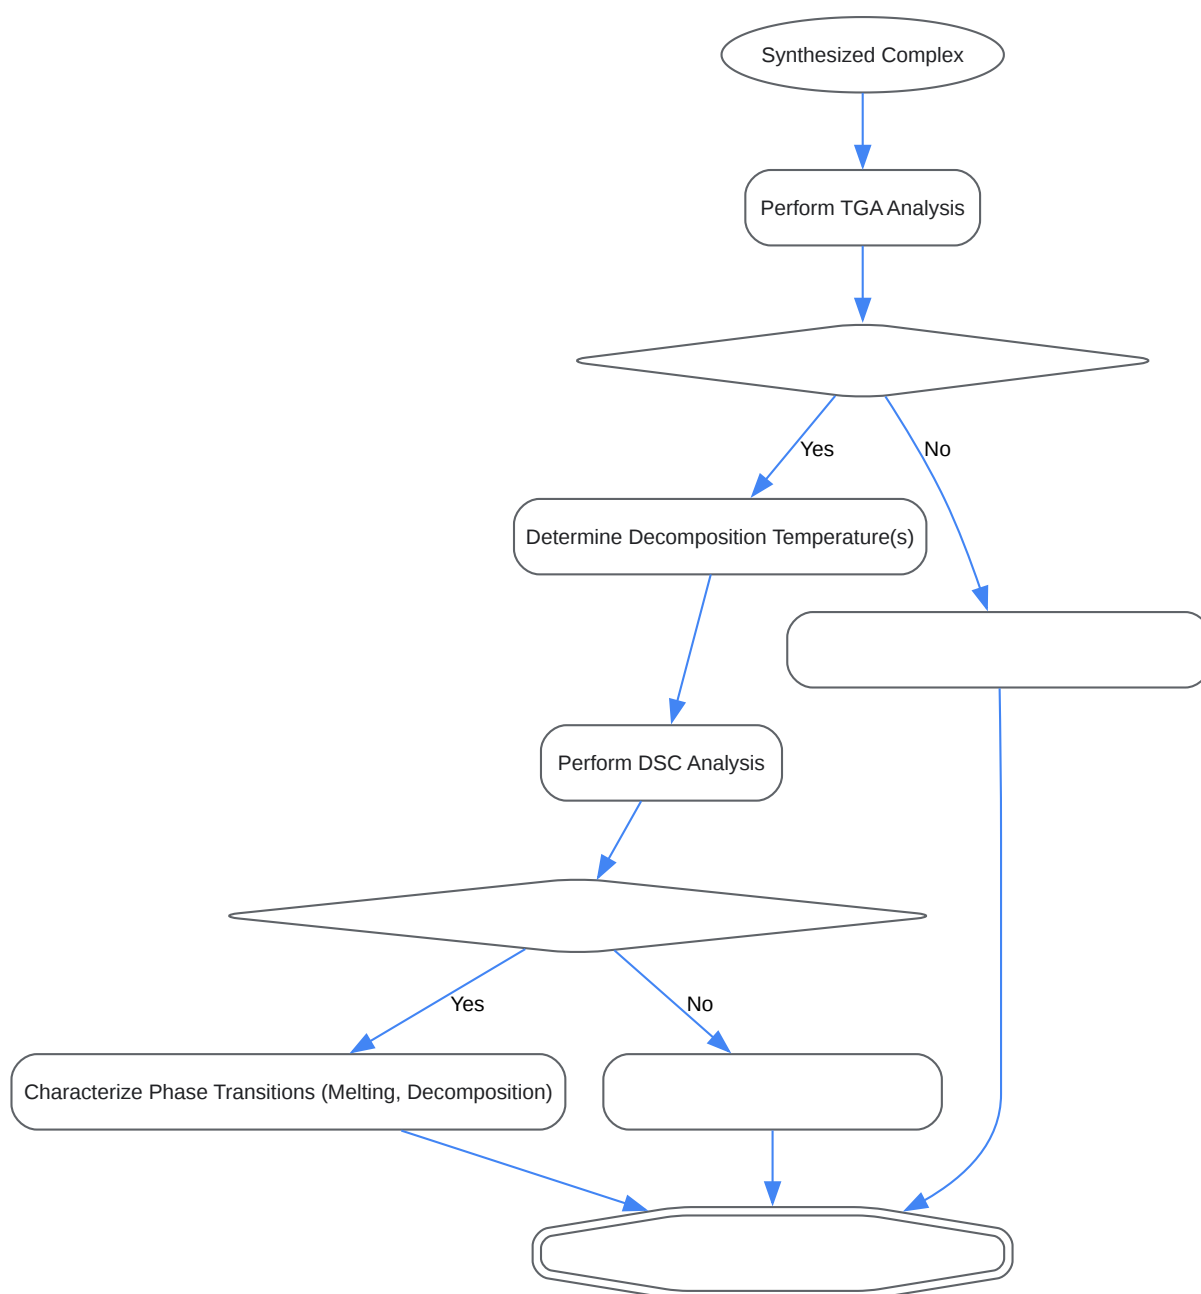 Synthesized Complex
Perform TGA Analysis
Yes
No
Determine Decomposition Temperature(s)
Perform DSC Analysis
Yes
No
Characterize Phase Transitions (Melting, Decomposition)